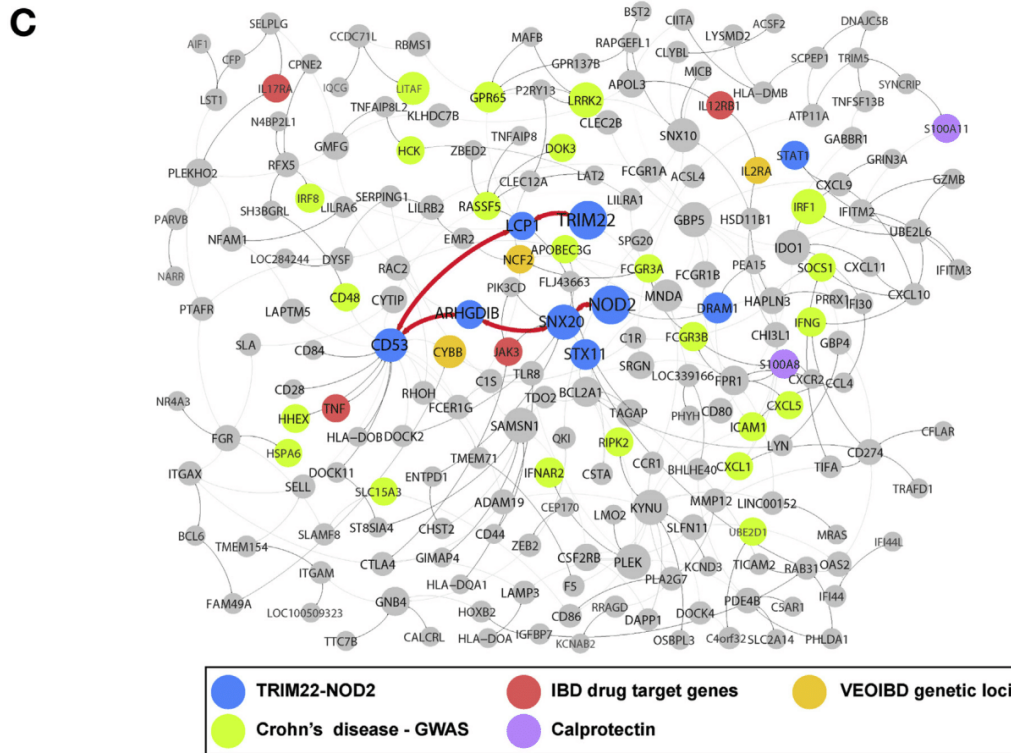 C
BST2
SELPLG
CIITA
ACSF2
DNAJC5B
AIF1
CCDC71L
RBMS1
MAFB
RAPGEFL1
LYSMD2
CFP
CLYBL
SCPEP1
TRIM5
CPNE2
GPR137B
MICB
IL17RA
IQCG
LITAF
P2RY13
APOL3
HLA-DMB
SYNCRIP
LST1
GPR65
LRRK2
IL12RB1
TNFSF13B
TNFAIP8L2
KLHDC7B
ATP11A
N4BP2L1
CLEC2B
SNX10
S100A11
TNFAIP8
GABBR1
GMFG
HCK
ZBED2
DOK3
STAT1
RFX5
GRIN3A
PLEKHO2
CLEC12A
LAT2
FCGR1A
ACSL4
IL2RA
GZMB
CXCL9
IRF8
SERPING1
LILRA1
SH3BGRL
LILRA6
LILRB2
RASSF5
IRF1
IFITM2
PARVB
LCP1
TRIM22
GBP5
HSD11B1
UBE2L6
NFAM1
EMR2
APOBEC3G
SPG20
IDO1
LOC284244
DYSF
NCF2
FCGR3A
PEA15
SOCS1
CXCL11
IFITM3
NARR
RAC2
FLJ43663
FCGR1B
PIK3CD
MNDA
CD48
CYTIP
NOD2
HAPLN3
PRRX1
IFI30
CXCL10
PTAFR
LAPTM5
ARHGDIB
SNX20
DRAM1
IFNG
SLA
CD84
CD53
CYBB
JAK3
STX11
C1R
FCGR3B
CHI3L1
GBP4
SRGN
S100A8
TLR8
LOC339166
FPR1
CXCR2
CCL4
CD28
RHOH
C1S
TDO2
BCL2A1
NR4A3
TNF
FCER1G
CXCL5
HHEX
TAGAP
PHYH
CD80
SAMSN1
ICAM1
CFLAR
FGR
HLA-DOB
DOCK2
QKI
RIPK2
LYN
CD274
HSPA6
TMEM71
CCR1
BHLHE40
CXCL1
TIFA
ITGAX
DOCK11
ENTPD1
IFNAR2
CSTA
SELL
SLC15A3
TRAFD1
ADAM19
CEP170
LMO2
KYNU
MMP12
LINC00152
ST8SIA4
CHST2
CD44
SLFN11
UBE2D1
MRAS
BCL6
SLAMF8
ZEB2
IFI44L
TMEM154
CTLA4
GIMAP4
CSF2RB
PLEK
KCND3
TICAM2
RAB31
OAS2
ITGAM
HLA-DQA1
F5
PLA2G7
FAM49A
LAMP3
PDE4B
IFI44
LOC100509323
GNB4
HOXB2
CD86
RRAGD
DOCK4
C5AR1
DAPP1
TTC7B
CALCRL
HLA-DOA
IGFBP7
KCNAB2
OSBPL3
C4orf32
SLC2A14
PHLDA1
TRIM22-NOD2
IBD drug target genes
VEOIBD genetic loci
Crohn's disease - GWAS
Calprotectin